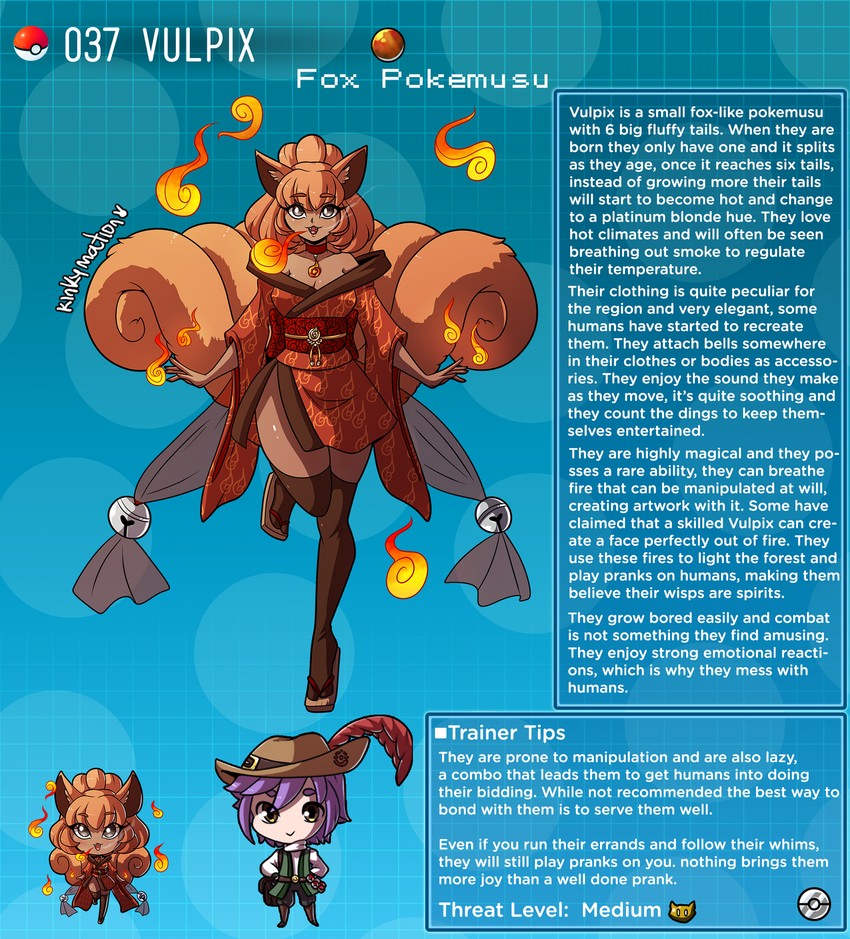 037 VULPIX
Fox Pokemusu
Vulpix is a small fox-like pokemusu
with 6 big fluffy tails. When they are
born they only have one and it splits
as they age, once it reaches six tails,
instead of growing more their tails
will start to become hot and change
to a platinum blonde hue. They love
hot climates and will often be seen
breathing out smoke to regulate
their temperature.
Their clothing is quite peculiar for
the region and very elegant, some
humans have started to recreate
them. They attach bells somewhere
in their clothes or bodies as accesso-
ries. They enjoy the sound they make
as they move, it's quite soothing and
they count the dings to keep them-
selves entertained.
They are highly magical and they po-
sses a rare ability, they can breathe
fire that can be manipulated at will,
creating artwork with it. Some have
claimed that a skilled Vulpix can cre-
ate a face perfectly out of fire. They
use these fires to light the forest and
play pranks on humans, making them
believe their wisps are spirits.
They grow bored easily and combat
is not something they find amusing.
They enjoy strong emotional reacti-
ons, which is why they mess with
humans.
kinkymation
Trainer Tips
They are prone to manipulation and are also lazy,
a combo that leads them to get humans into doing
their bidding. While not recommended the best way to
bond with them is to serve them well.
Even if you run their errands and follow their whims,
they will still play pranks on you. nothing brings them
more joy than a well done prank.
Threat Level: Medium